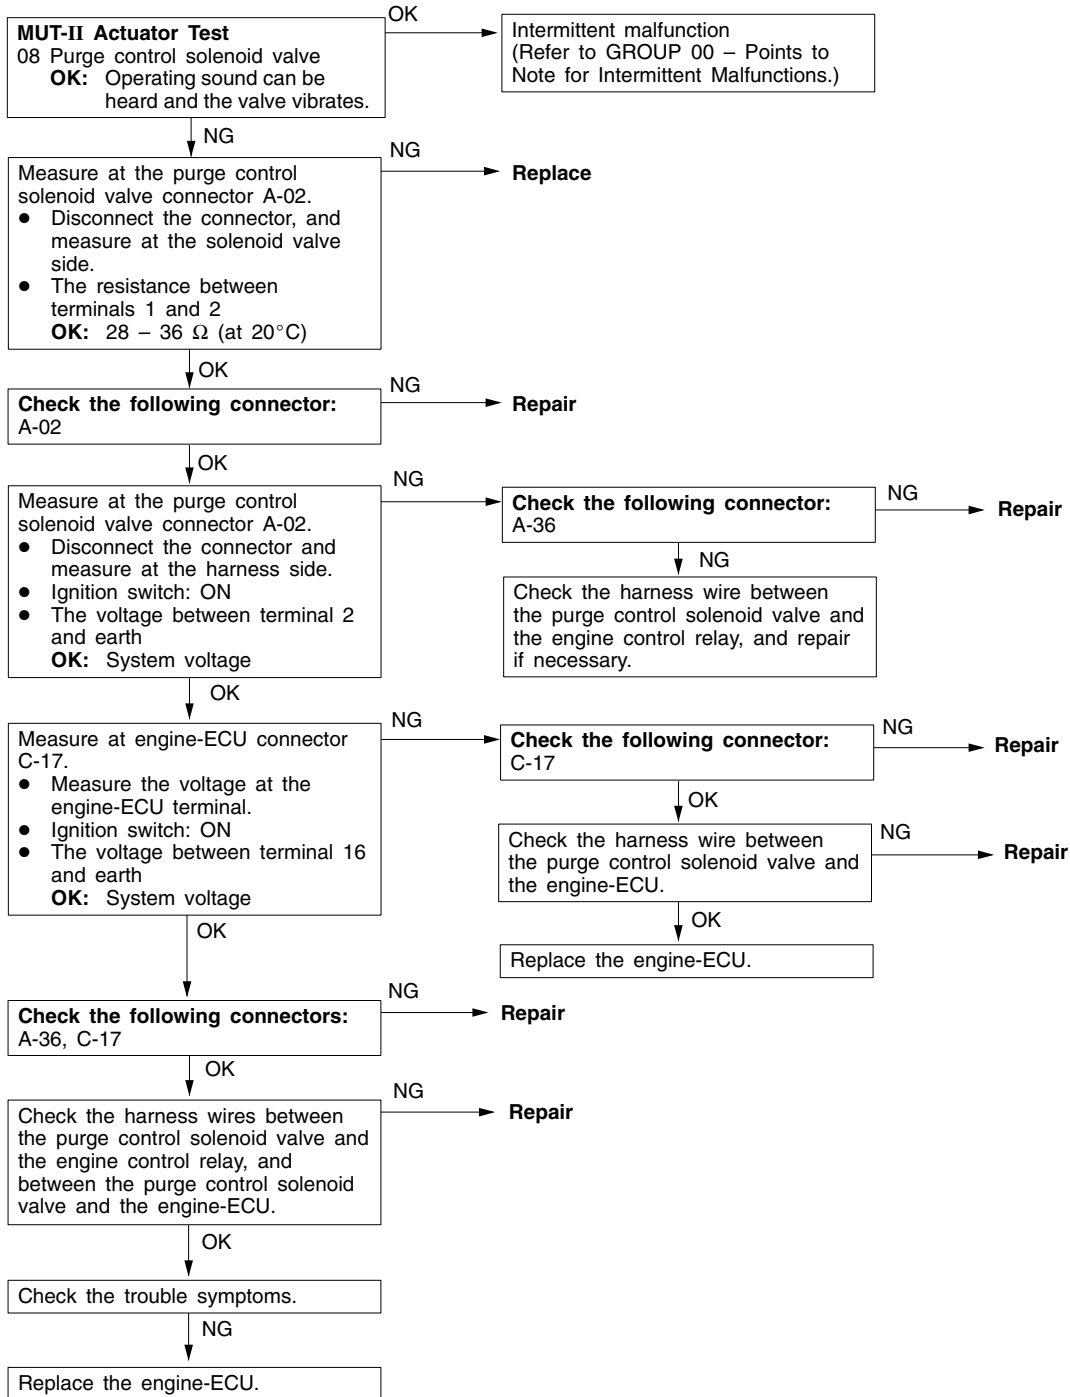 MUT-II Actuator Test
08 Purge control solenoid valve
OK: Operating sound can be
heard and the valve vibrates.
OK
Intermittent malfunction
(Refer to GROUP 00 – Points to
Note for Intermittent Malfunctions.)
NG
Measure at the purge control
solenoid valve connector A-02.
● Disconnect the connector, and
measure at the solenoid valve
side.
● The resistance between
terminals 1 and 2
OK: 28 – 36 Ω (at 20°C)
NG
Replace
OK
Check the following connector:
A-02
NG
Repair
OK
Measure at the purge control
solenoid valve connector A-02.
● Disconnect the connector and
measure at the harness side.
● Ignition switch: ON
● The voltage between terminal 2
and earth
OK: System voltage
NG
Check the following connector:
A-36
NG
Repair
NG
Check the harness wire between
the purge control solenoid valve and
the engine control relay, and repair
if necessary.
OK
Measure at engine-ECU connector
C-17.
● Measure the voltage at the
engine-ECU terminal.
● Ignition switch: ON
● The voltage between terminal 16
and earth
OK: System voltage
NG
Check the following connector:
C-17
NG
Repair
OK
Check the harness wire between
the purge control solenoid valve and
the engine-ECU.
NG
Repair
OK
Replace the engine-ECU.
OK
Check the following connectors:
A-36, C-17
NG
Repair
OK
Check the harness wires between
the purge control solenoid valve and
the engine control relay, and
between the purge control solenoid
valve and the engine-ECU.
NG
Repair
OK
Check the trouble symptoms.
NG
Replace the engine-ECU.